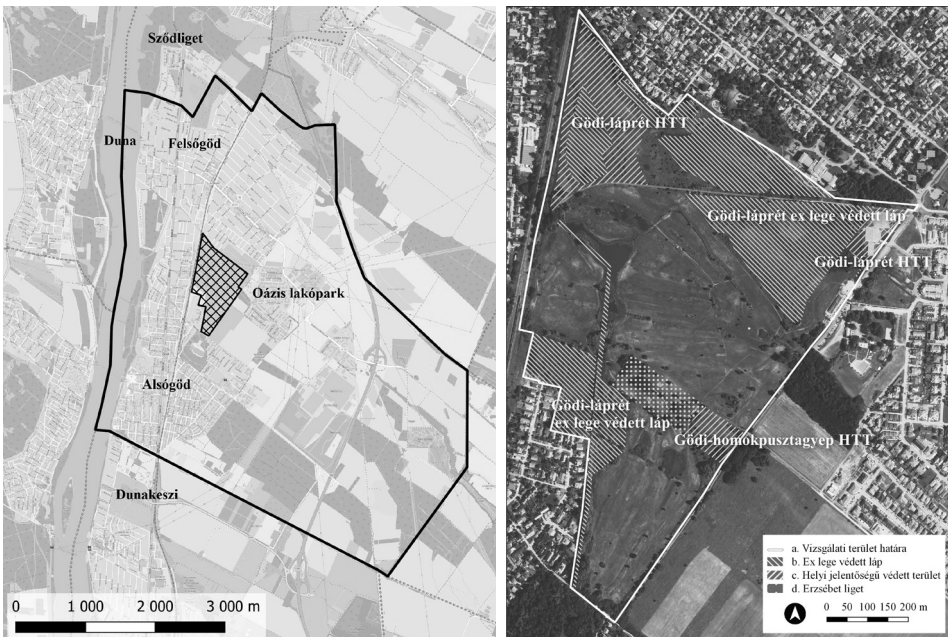 Sződliget
Duna
Felsőgöd
Oázis lakópark
Alsógöd
Dunakeszi
0 1 000 2 000 3 000 m
Gödi-láprét HTT
Gödi-láprét ex lege védett láp
Gödi-láprét HTT
Gödi-láprét
ex lege védett láp
Gödi-homokpusztagyep HTT
a. Vizsgálati terület határa
b. Ex lege védett láp
c. Helyi jelentőségű védett terület
d. Erzsébet liget
0 50 100 150 200 m